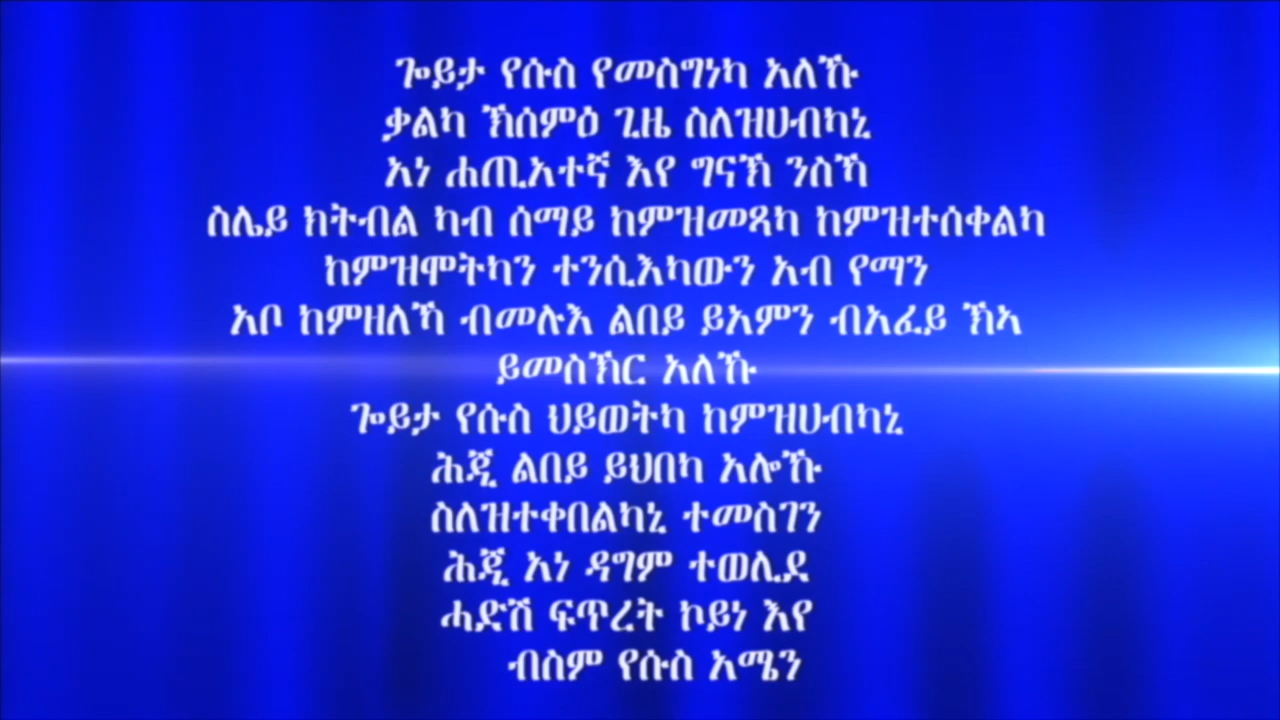 ጐይታ የሱስ የመስግነካ አለኹ
ቃልካ ኽሰምዕ ጊዜ ስለዝሀብካኒ
አነ ሐጢአተኛ እየ ግናኽ ንስኻ
ስሌይ ክትብል ካብ ሰማይ ከምዝመጻካ ከምዝተሰቀልካ
ከምዝሞትካን ተንሲእካውን አብ የማን
አቦ ከምዘለኻ ብመሉእ ልበይ ይአምን ብአፈይ ኽኣ
ይመስኽር አለኹ
ጐይታ የሱስ ህይወትካ ከምዝሀብካኒ
ሕጂ ልበይ ይህበካ አሎኹ
ስለዝተቀበልካኒ ተመስገን
ሕጂ አነ ዳግም ተወሊደ
ሓድሽ ፍጥረት ኮይነ እየ
ብስም የሱስ አሜን